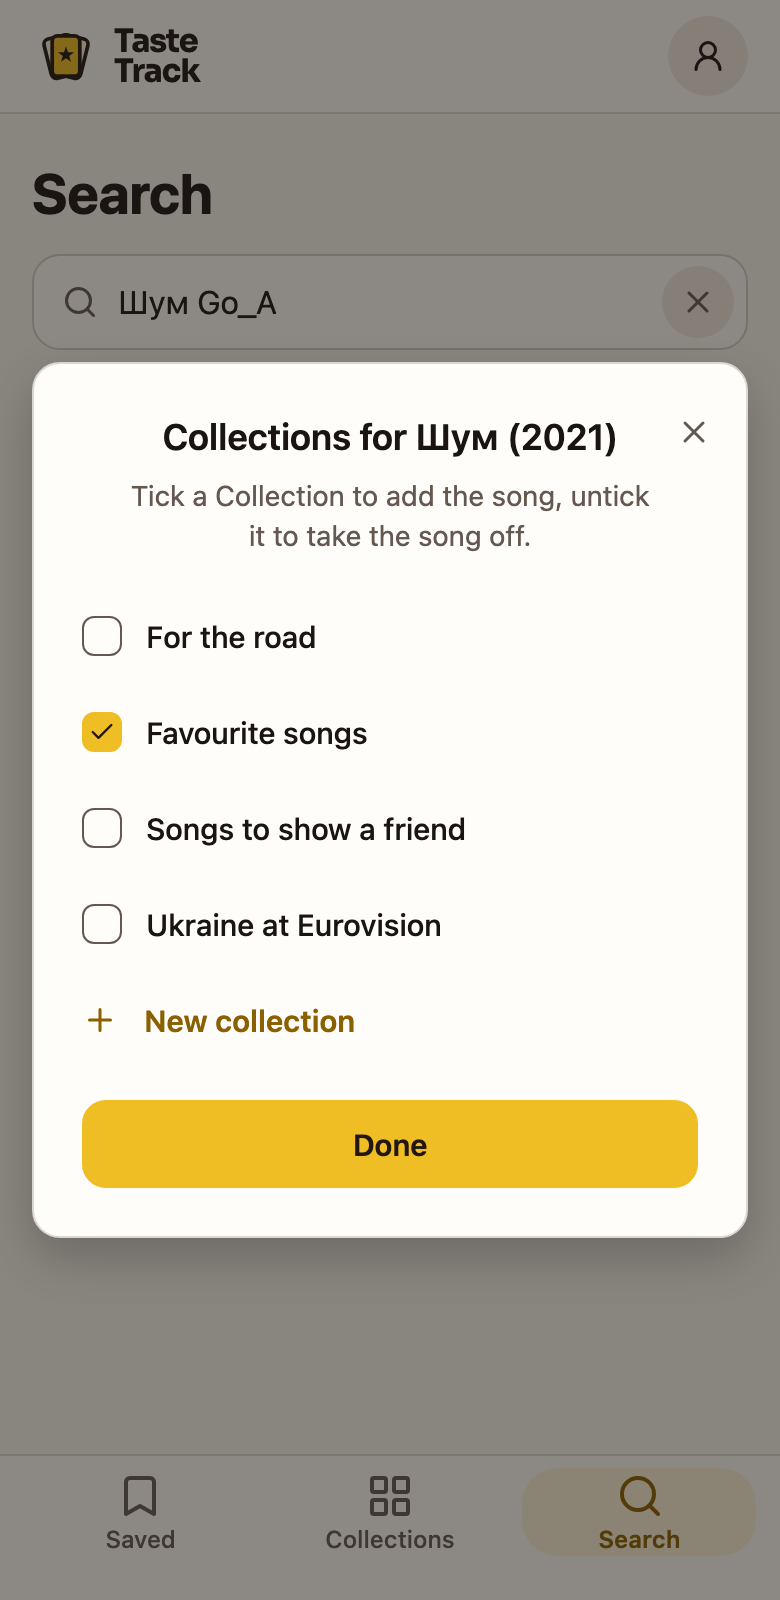 Taste
Track
Search
Шум Go_A
Collections for Шум (2021)
Tick a Collection to add the song, untick
it to take the song off.
For the road
Favourite songs
Songs to show a friend
Ukraine at Eurovision
New collection
Done
Saved
Collections
Search